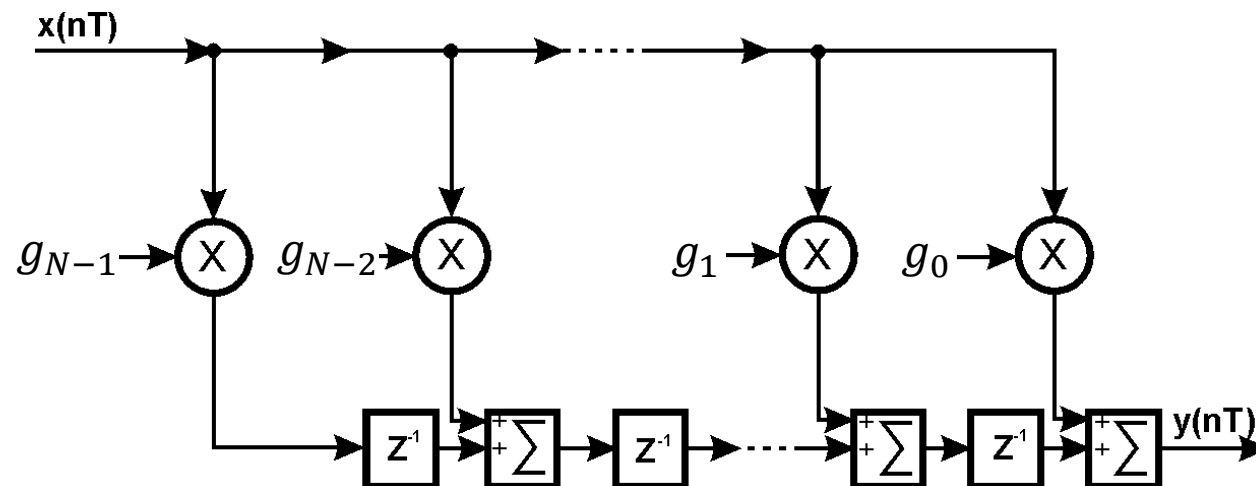 x(nT)
g_{N-1} X g_{N-2} X g_1 X g_0 X
z⁻¹ + + ∑ z⁻¹ + + ∑ z⁻¹ + + ∑ y(nT)